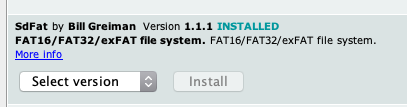 SdFat by Bill Greiman Version 1.1.1 INSTALLED
FAT16/FAT32/exFAT file system. FAT16/FAT32/exFAT file system.
More info
Select version Install